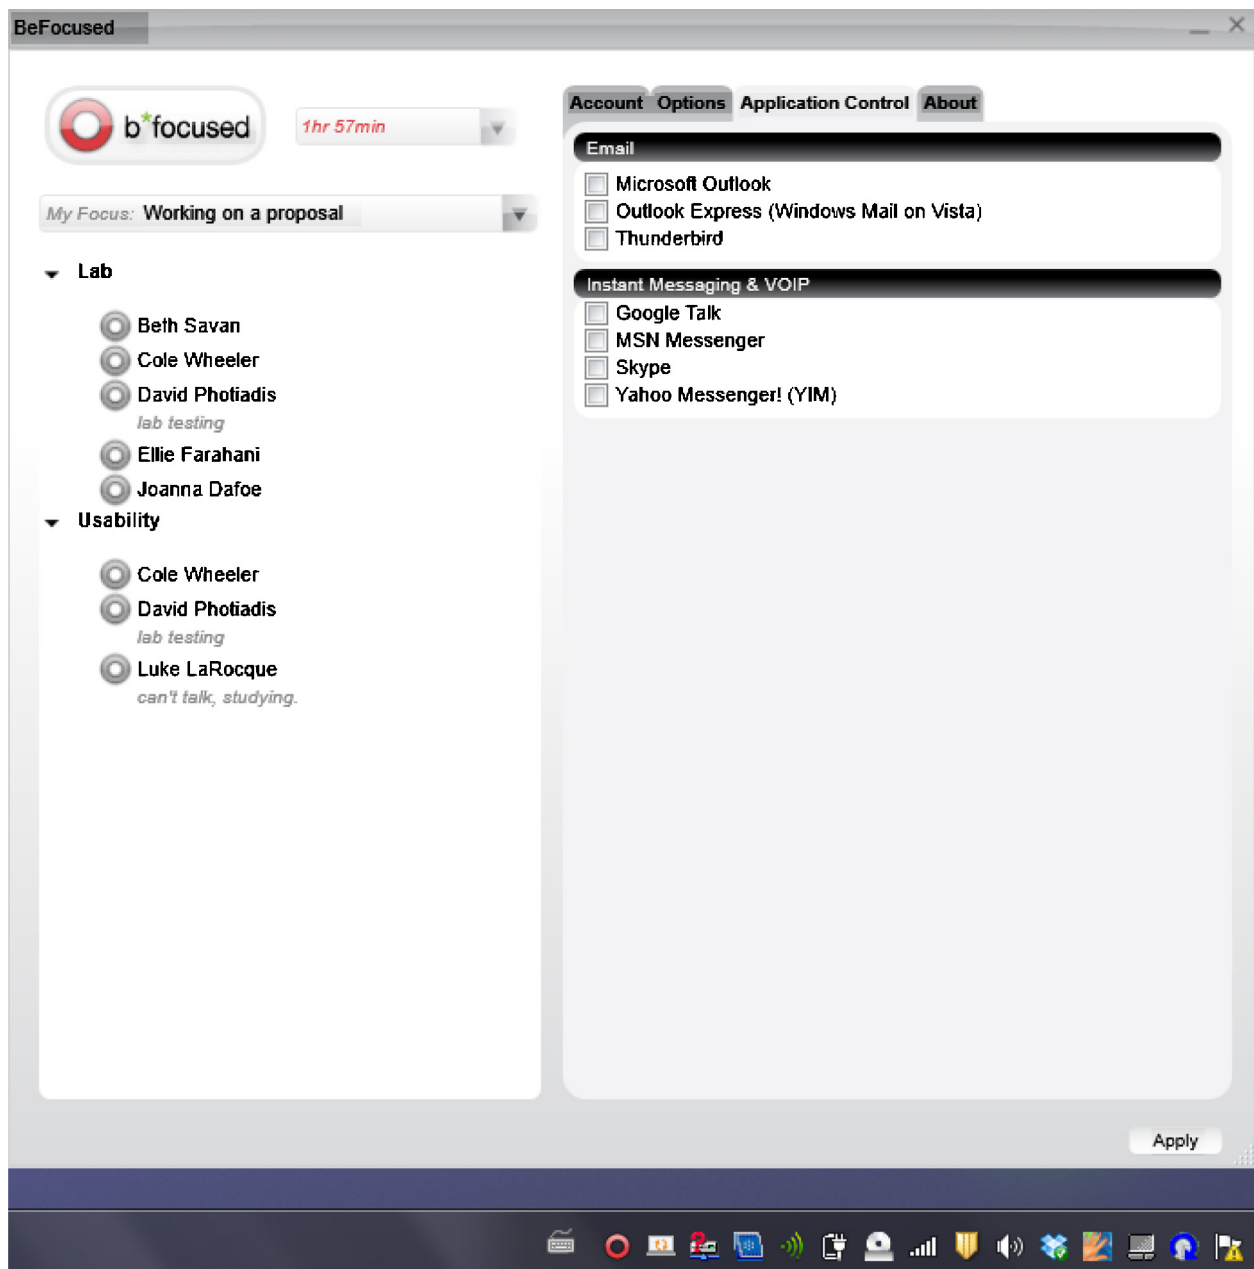 BeFocused
b*focused
1hr 57min
My Focus: Working on a proposal
Lab
Beth Savan
Cole Wheeler
David Photiadis
lab testing
Ellie Farahani
Joanna Dafoe
Usability
Cole Wheeler
David Photiadis
lab testing
Luke LaRocque
can't talk, studying.
Account Options Application Control About
Email
Microsoft Outlook
Outlook Express (Windows Mail on Vista)
Thunderbird
Instant Messaging & VOIP
Google Talk
MSN Messenger
Skype
Yahoo Messenger! (YIM)
Apply